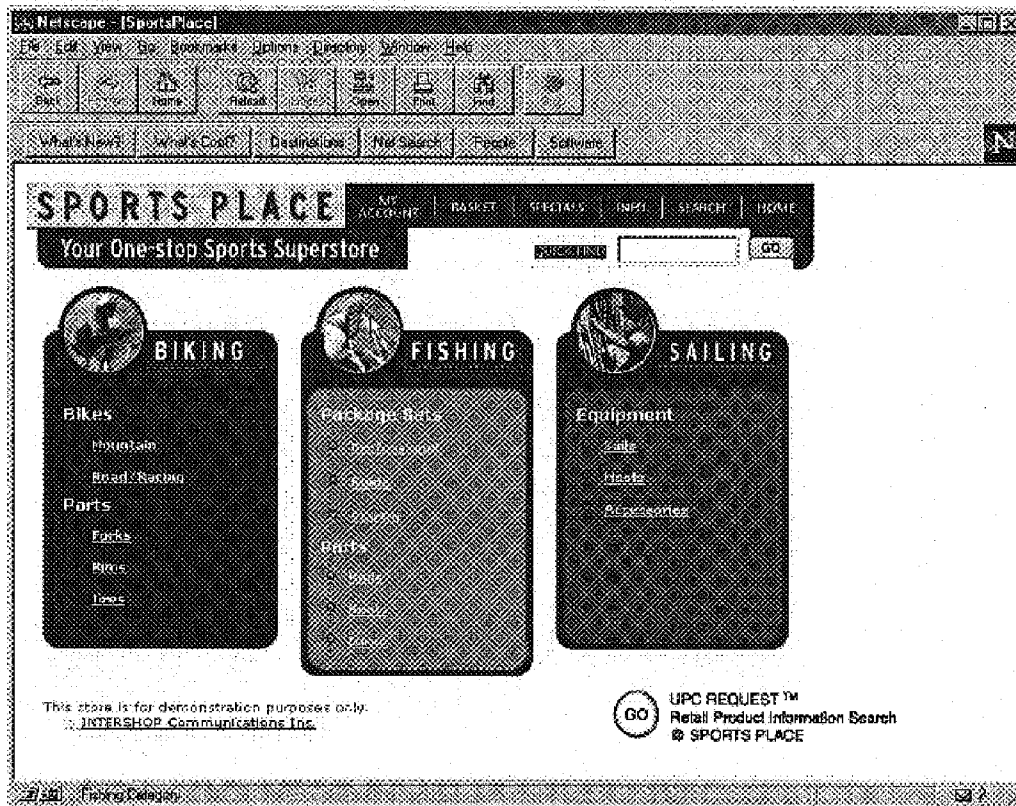 Netscape - [SportsPlace]
File Edit View Go Bookmarks Options Directory Window Help
Back Home Reload Open Print Find
What's New? What's Cool? Destinations Net Search People Software
SPORTS PLACE
MY ACCOUNT BASKET SPECIALS INFO SEARCH HOME
Your One-stop Sports Superstore
GO
BIKING
Bikes
Mountain
Road/Racing
Parts
Forks
Rims
Tires
FISHING
Package Sets
Parts
SAILING
Equipment
Sails
Masts
Accessories
This store is for demonstration purposes only.
INTERSHOP Communications Inc.
GO
UPC REQUEST ™
Retail Product Information Search
© SPORTS PLACE
Fishing Category